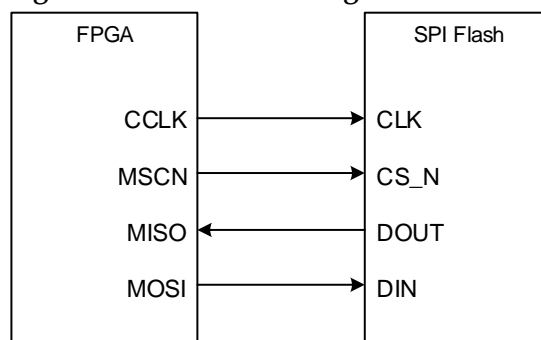 FPGA SPI Flash
CCLK CLK
MSCN CS_N
MISO DOUT
MOSI DIN